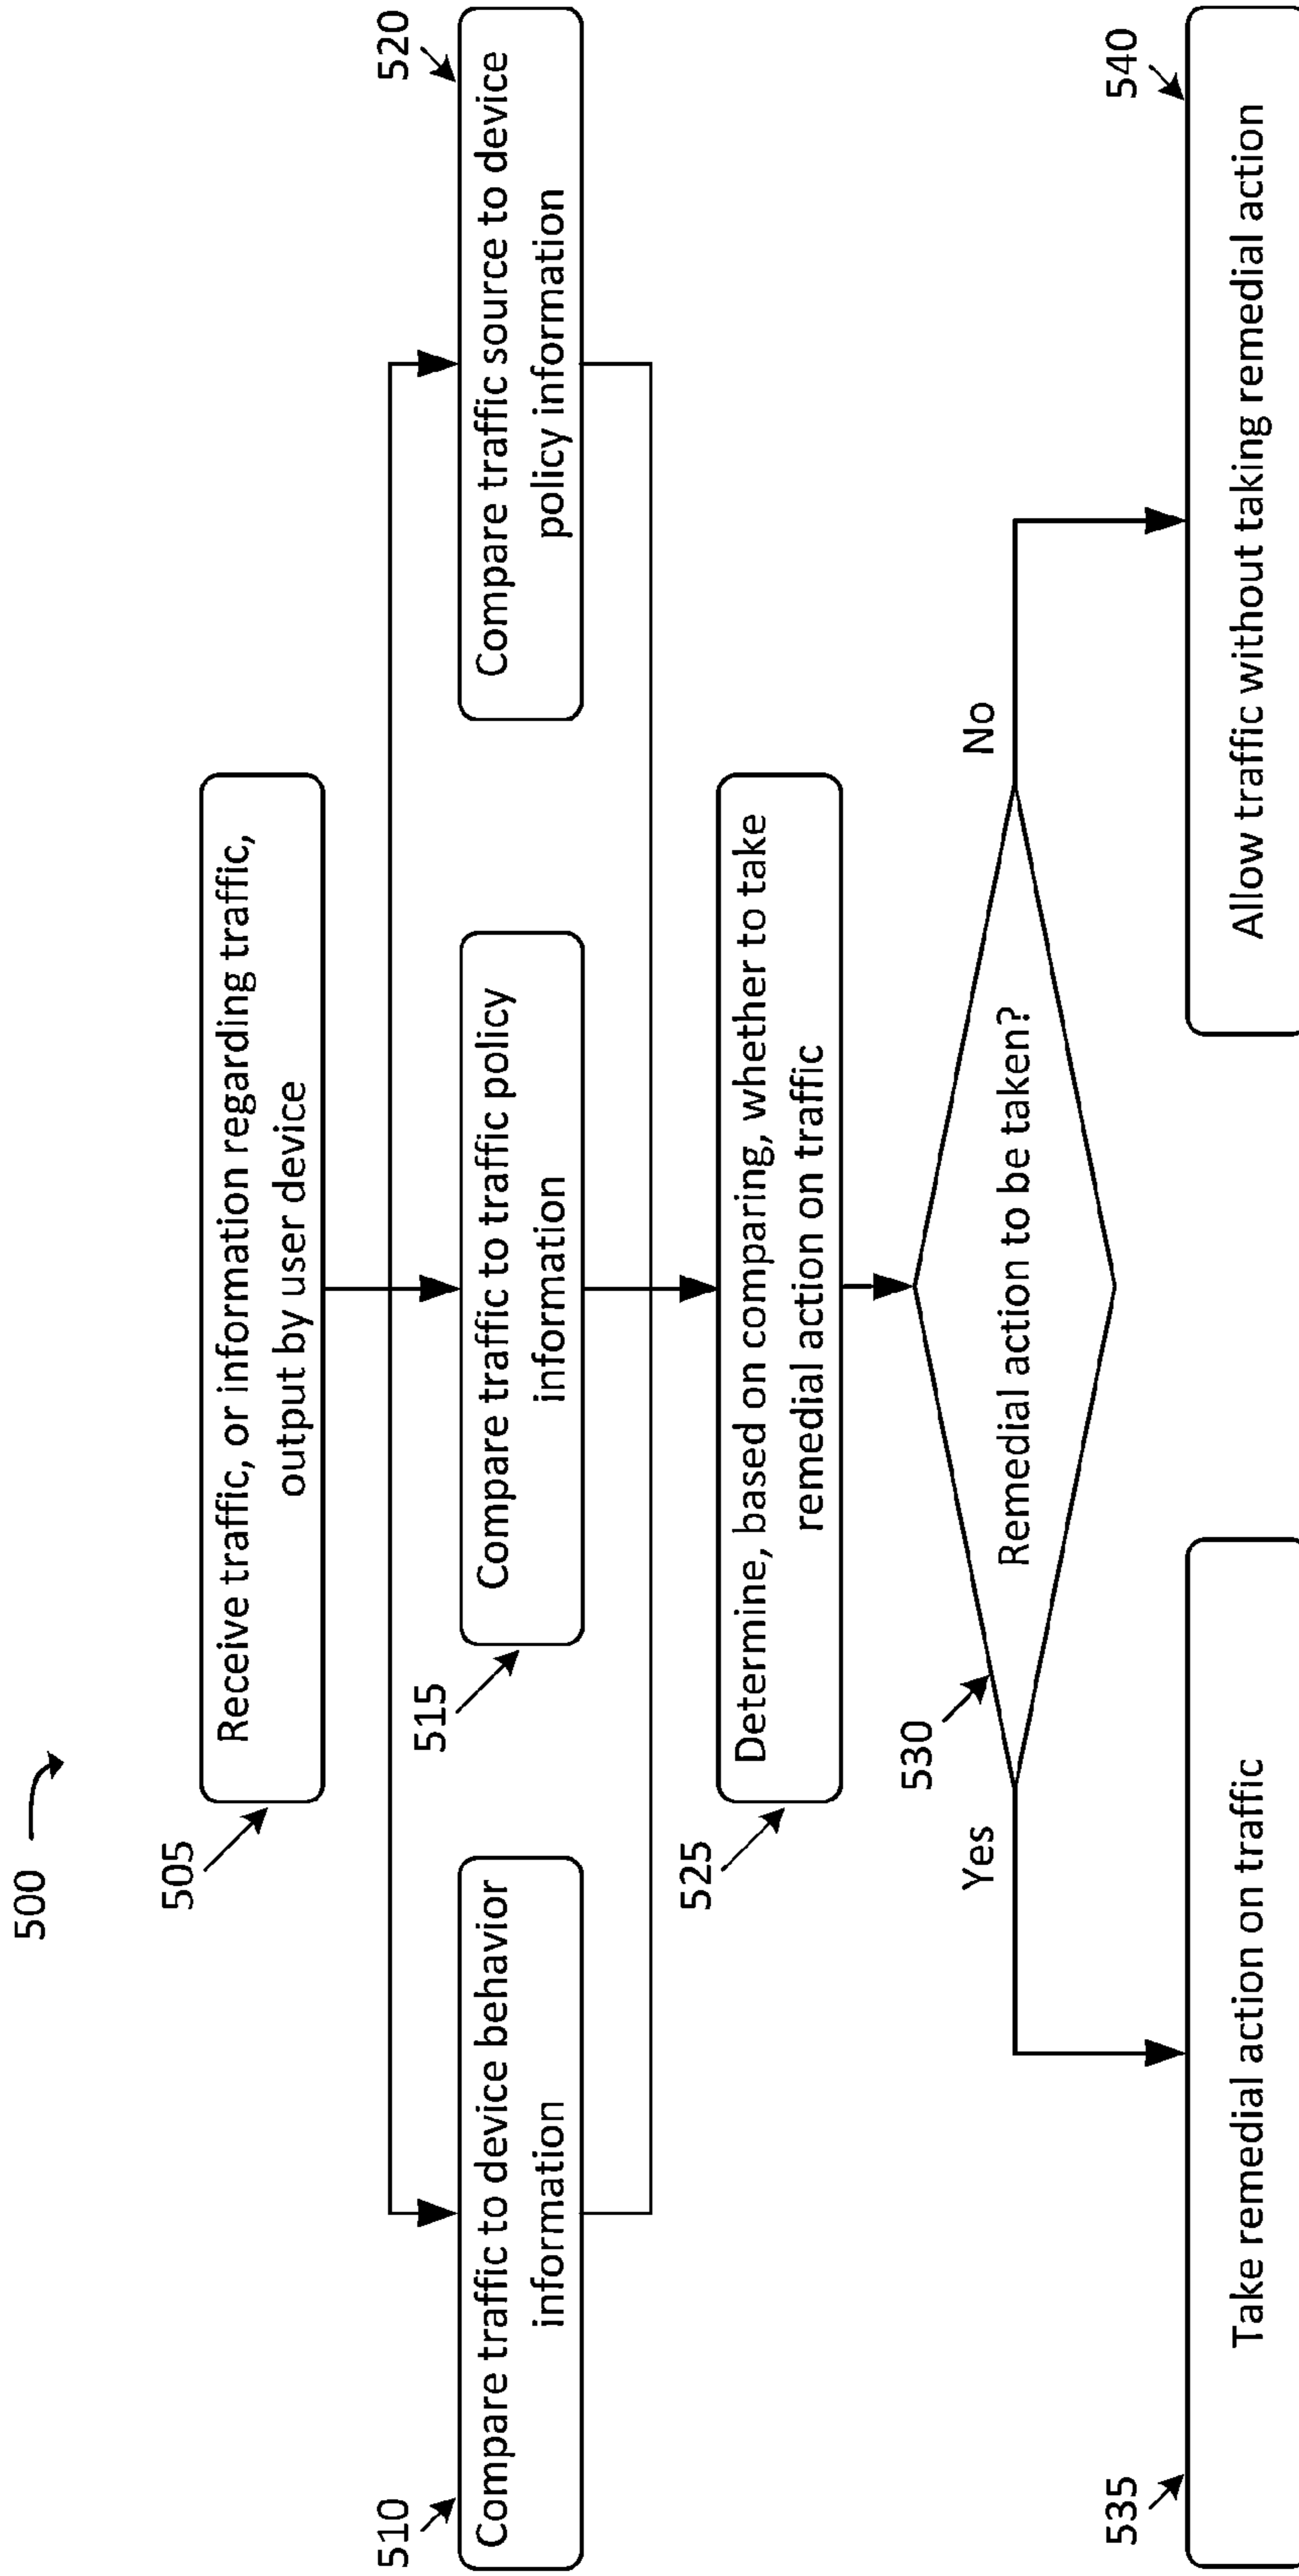 500
505
Receive traffic, or information regarding traffic,
output by user device
510
Compare traffic to device behavior
information
515
Compare traffic to traffic policy
information
520
Compare traffic source to device
policy information
525
Determine, based on comparing, whether to take
remedial action on traffic
530
Remedial action to be taken?
Yes
No
535
Take remedial action on traffic
540
Allow traffic without taking remedial action